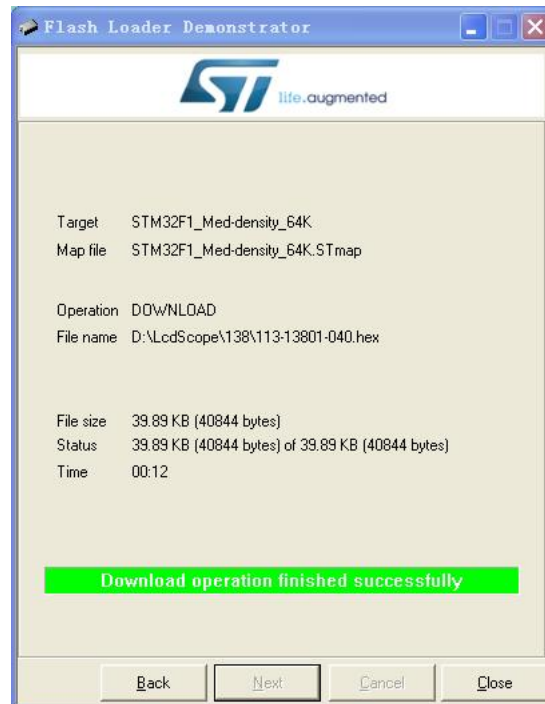 Flash Loader Demonstrator
ST life.augmented
Target STM32F1_Med-density_64K
Map file STM32F1_Med-density_64K.STmap
Operation DOWNLOAD
File name D:\LcdScope\138\113-13801-040.hex
File size 39.89 KB (40844 bytes)
Status 39.89 KB (40844 bytes) of 39.89 KB (40844 bytes)
Time 00:12
Download operation finished successfully
Back Next Cancel Close